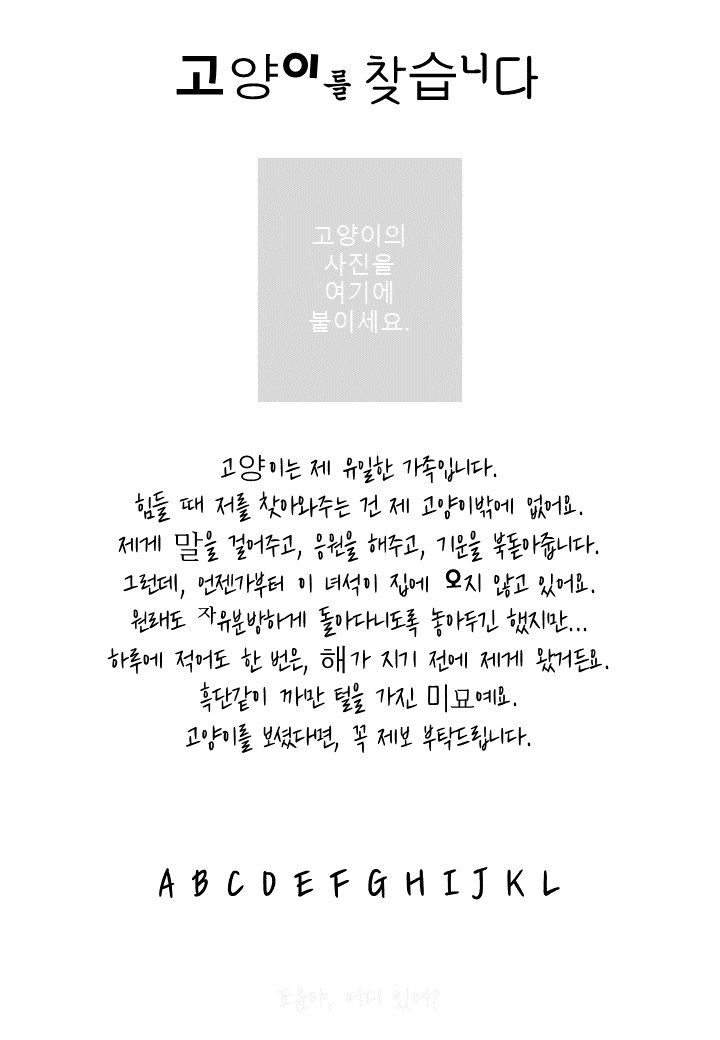 고양이를 찾습니다
고양이의
사진을
여기에
붙이세요.
고양이는 제 유일한 가족입니다.
힘들 때 저를 찾아와주는 건 제 고양이밖에 없어요.
제게 말을 걸어주고, 응원을 해주고, 기운을 북돋아줍니다.
그런데, 언젠가부터 이 녀석이 집에 오지 않고 있어요.
원래도 자유분방하게 돌아다니도록 놓아두긴 했지만...
하루에 적어도 한 번은, 해가 지기 전에 제게 왔거든요.
흑단같이 까만 털을 가진 미묘예요.
고양이를 보셨다면, 꼭 제보 부탁드립니다.
A B C D E F G H I J K L
도윤아, 어디 있어?